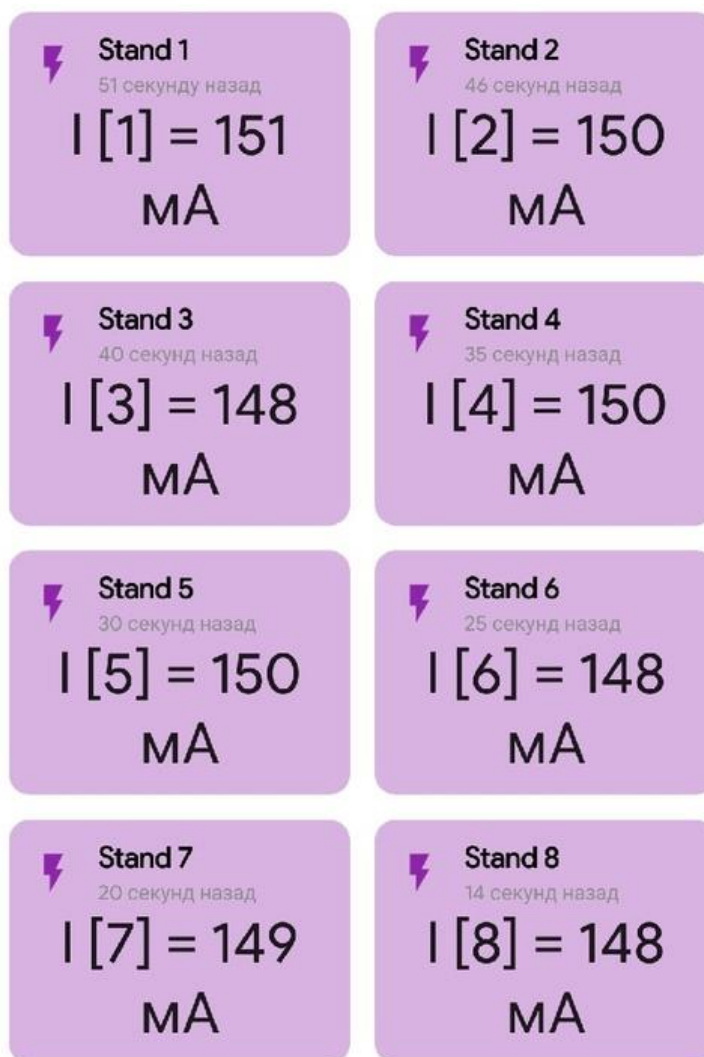 Stand 1
51 секунду назад
I [1] = 151
мА
Stand 2
46 секунд назад
I [2] = 150
мА
Stand 3
40 секунд назад
I [3] = 148
мА
Stand 4
35 секунд назад
I [4] = 150
мА
Stand 5
30 секунд назад
I [5] = 150
мА
Stand 6
25 секунд назад
I [6] = 148
мА
Stand 7
20 секунд назад
I [7] = 149
мА
Stand 8
14 секунд назад
I [8] = 148
мА